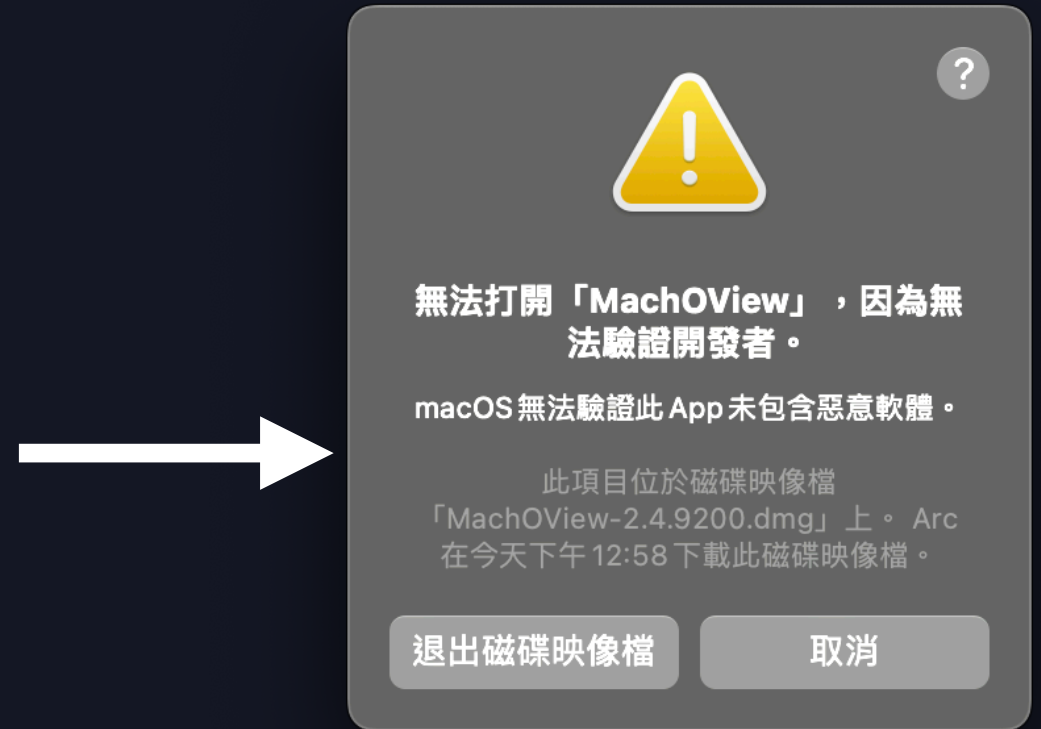 ?
無法打開「MachOView」，因為無
法驗證開發者。
macOS 無法驗證此 App 未包含惡意軟體。
此項目位於磁碟映像檔
「MachOView-2.4.9200.dmg」上。 Arc
在今天下午 12:58 下載此磁碟映像檔。
退出磁碟映像檔
取消